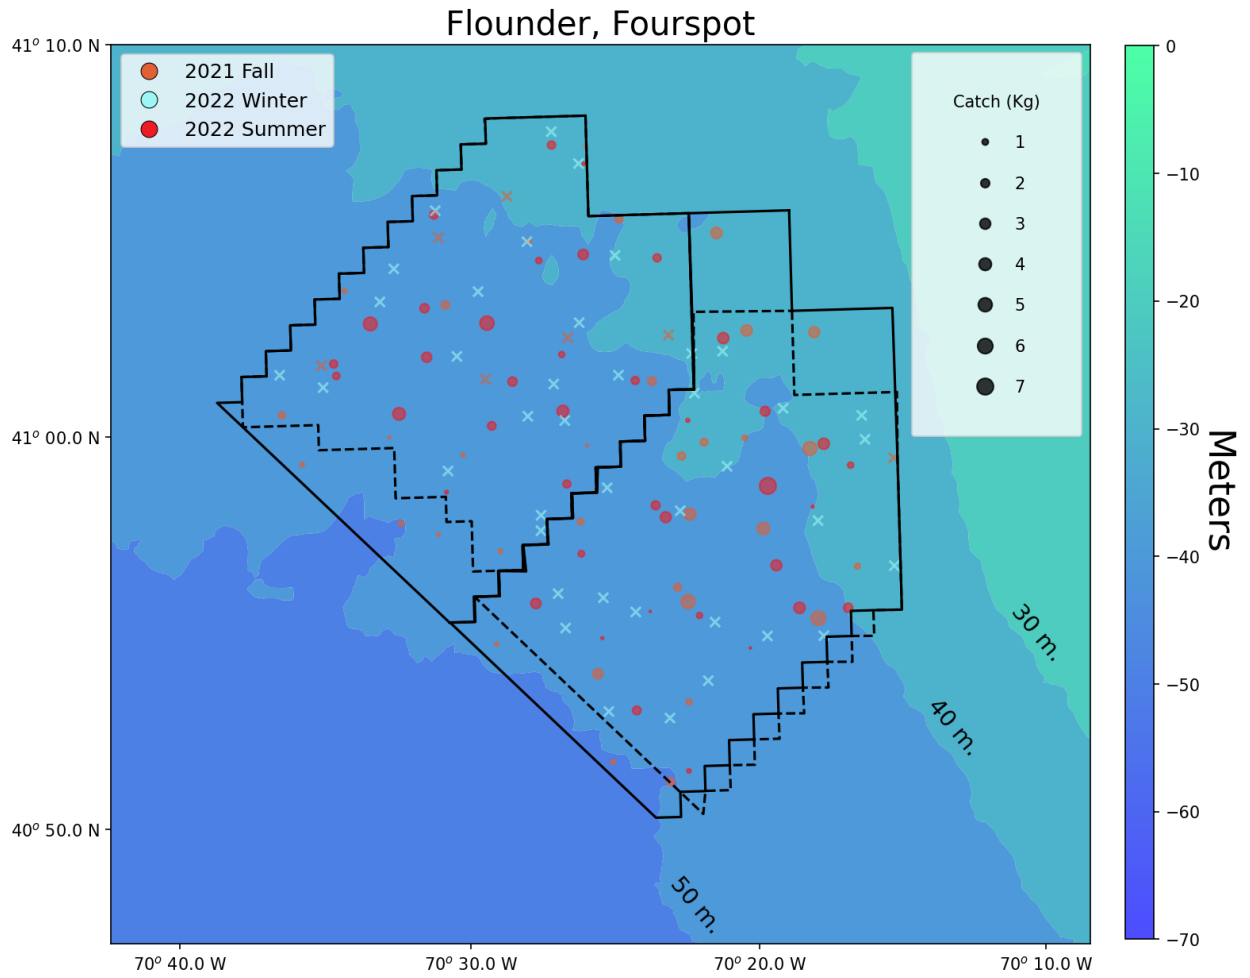 Flounder, Fourspot
41° 10.0 N
41° 00.0 N
40° 50.0 N
2021 Fall
2022 Winter
2022 Summer
Catch (Kg)
1
2
3
4
5
6
7
30 m.
40 m.
50 m.
70° 40.0 W
70° 30.0 W
70° 20.0 W
70° 10.0 W
0
−10
−20
−30
−40
−50
−60
−70
Meters